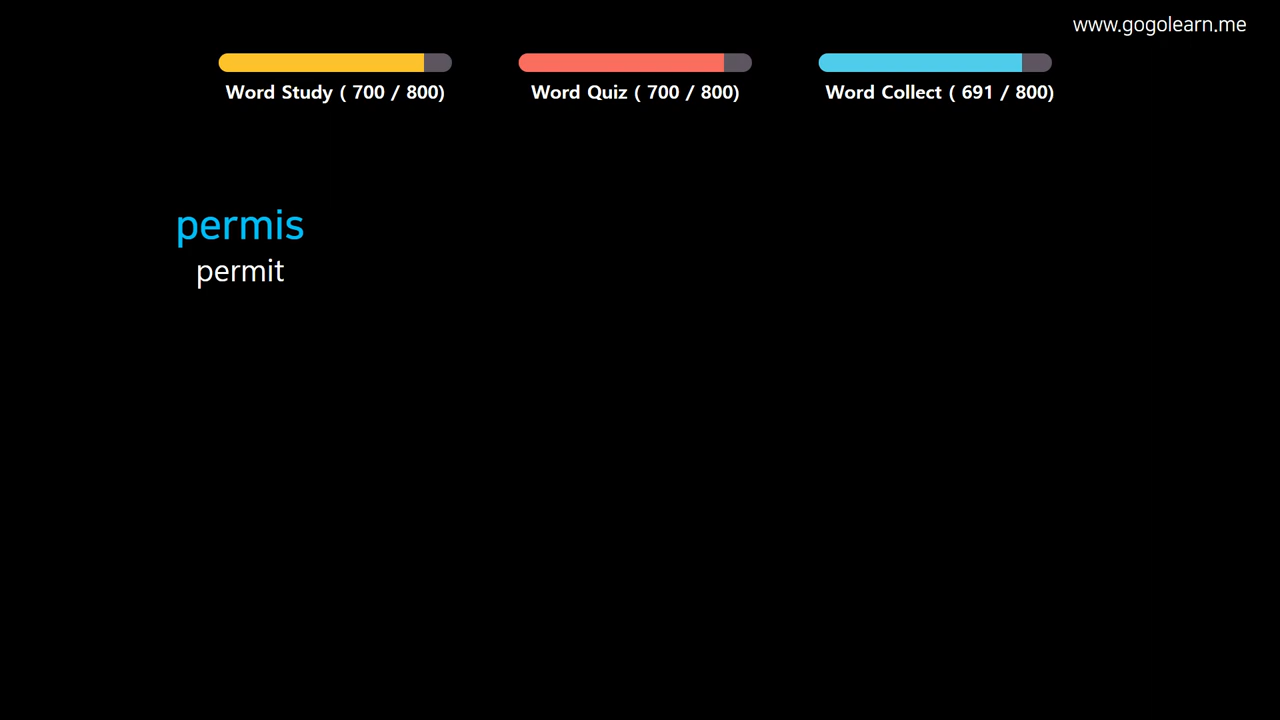 www.gogolearn.me
Word Study ( 700 / 800)
Word Quiz ( 700 / 800)
Word Collect ( 691 / 800)
permis
permit